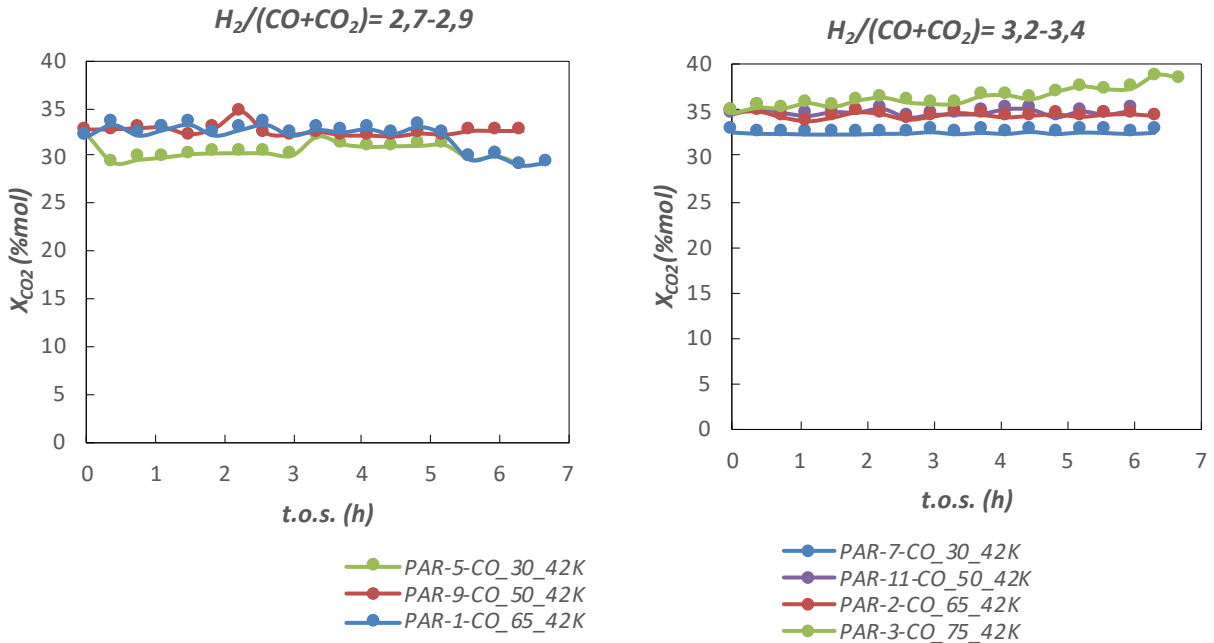 H2/(CO+CO2)= 2,7-2,9
40
35
30
25
20
15
10
5
0
XCO2 (%mol)
0 1 2 3 4 5 6 7
t.o.s. (h)
PAR-5-CO_30_42K
PAR-9-CO_50_42K
PAR-1-CO_65_42K
H2/(CO+CO2)= 3,2-3,4
40
35
30
25
20
15
10
5
0
XCO2 (%mol)
0 1 2 3 4 5 6 7
t.o.s. (h)
PAR-7-CO_30_42K
PAR-11-CO_50_42K
PAR-2-CO_65_42K
PAR-3-CO_75_42K